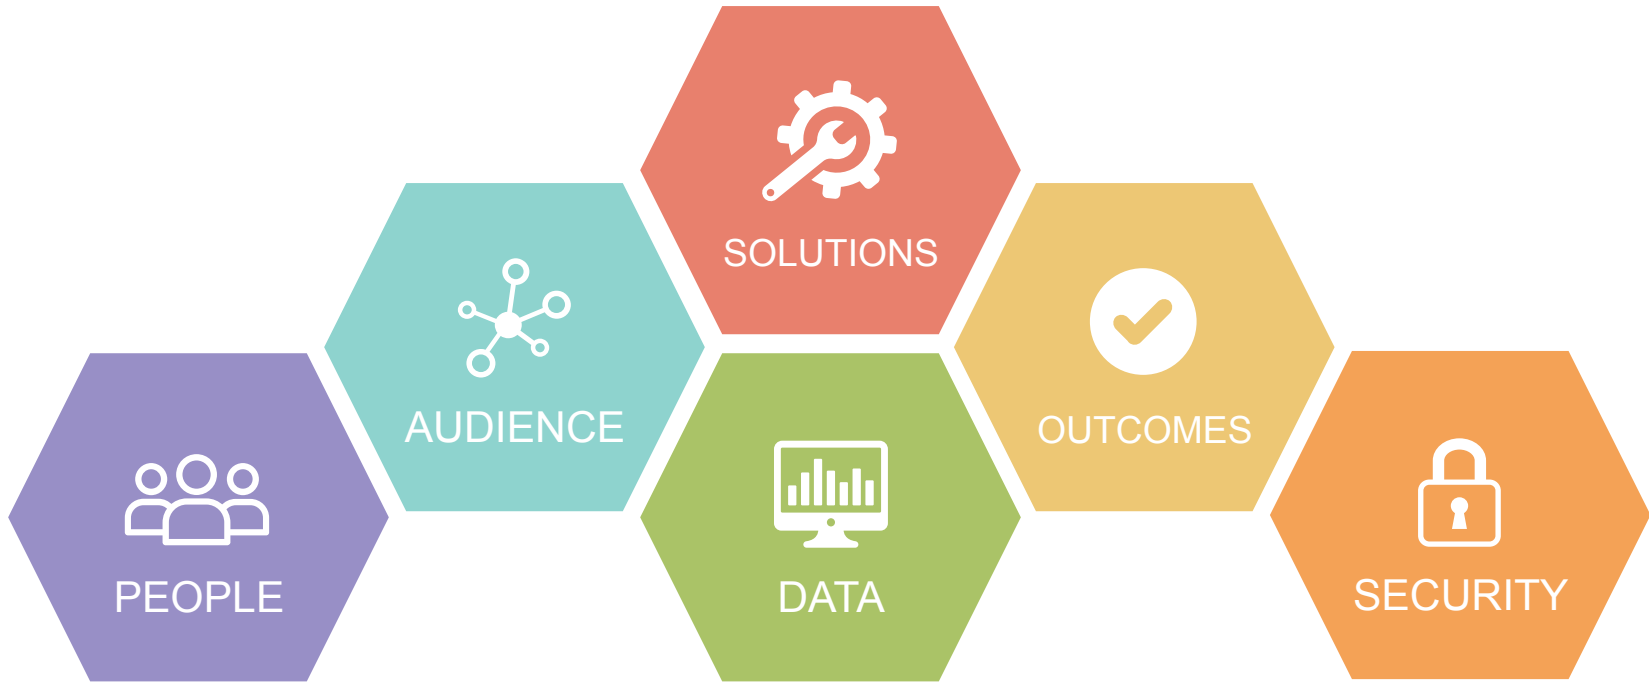 PEOPLE
AUDIENCE
SOLUTIONS
DATA
OUTCOMES
SECURITY